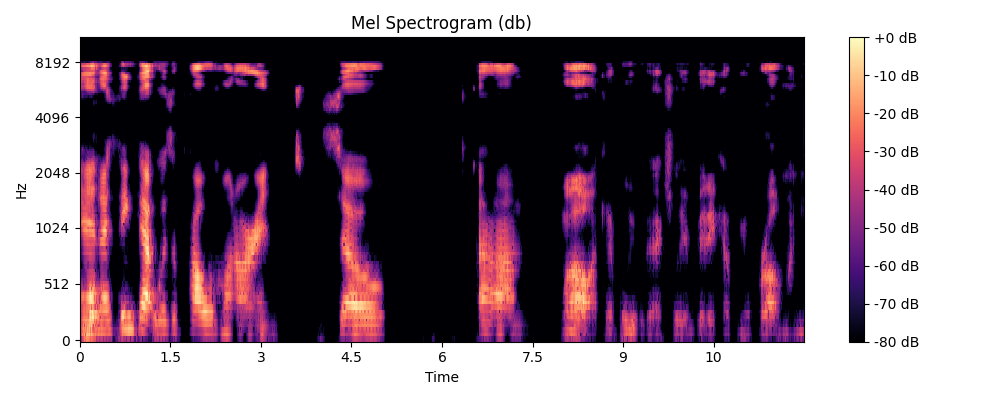 Mel Spectrogram (db)
Hz
8192
4096
2048
1024
512
0
0 1.5 3 4.5 6 7.5 9 10
Time
+0 dB
-10 dB
-20 dB
-30 dB
-40 dB
-50 dB
-60 dB
-70 dB
-80 dB